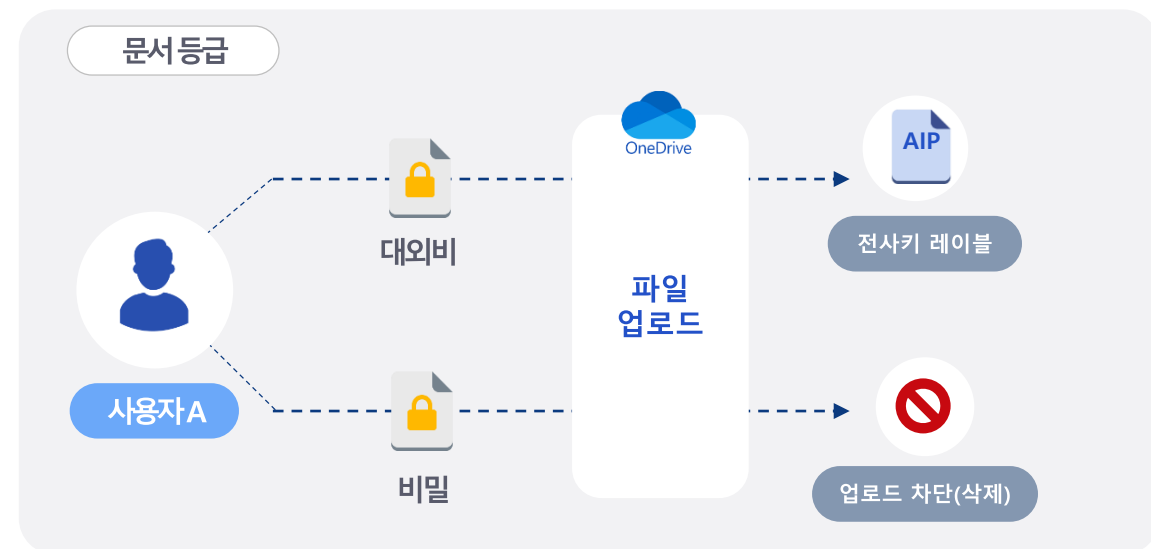 문서 등급
OneDrive
AIP
대외비
전사키 레이블
파일
업로드
사용자 A
비밀
업로드 차단(삭제)